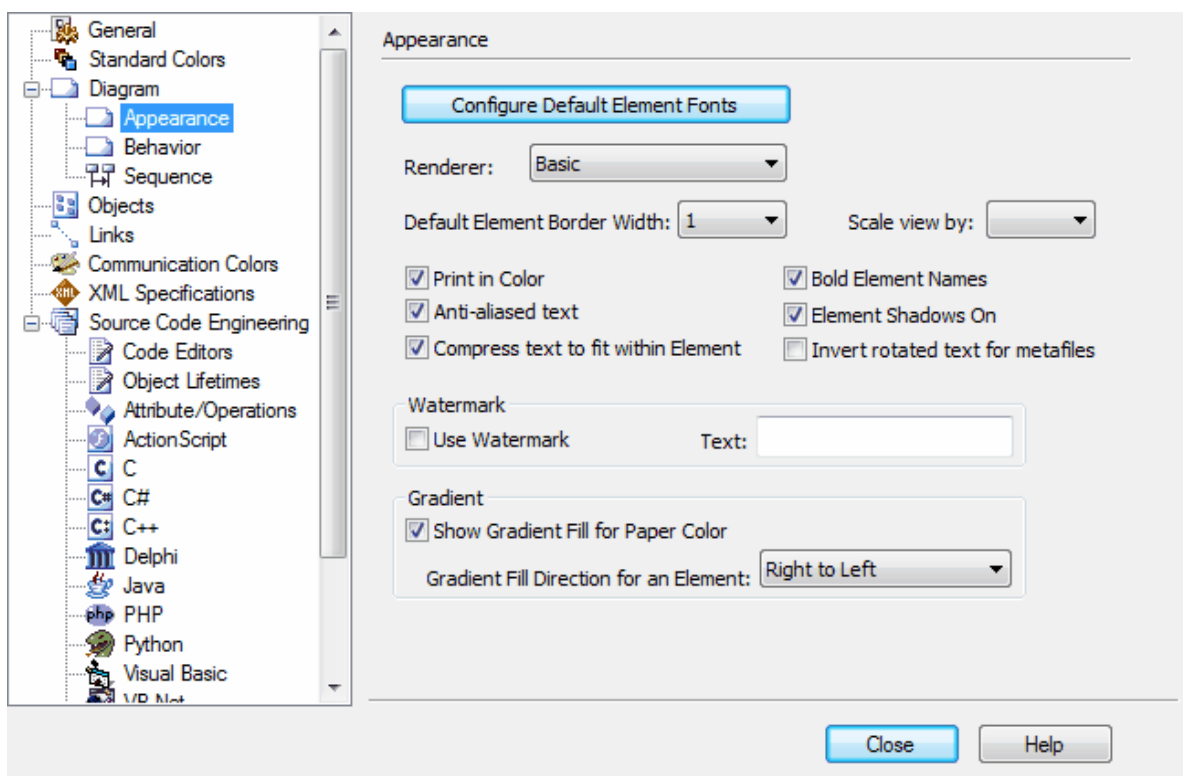 General
Standard Colors
Diagram
Appearance
Behavior
Sequence
Objects
Links
Communication Colors
XML Specifications
Source Code Engineering
Code Editors
Object Lifetimes
Attribute/Operations
ActionScript
C
C#
C++
Delphi
Java
php PHP
Python
Visual Basic
VB.Net
Appearance
Configure Default Element Fonts
Renderer: Basic
Default Element Border Width: 1 Scale view by:
Print in Color Bold Element Names
Anti-aliased text Element Shadows On
Compress text to fit within Element Invert rotated text for metafiles
Watermark
Use Watermark Text:
Gradient
Show Gradient Fill for Paper Color
Gradient Fill Direction for an Element: Right to Left
Close Help